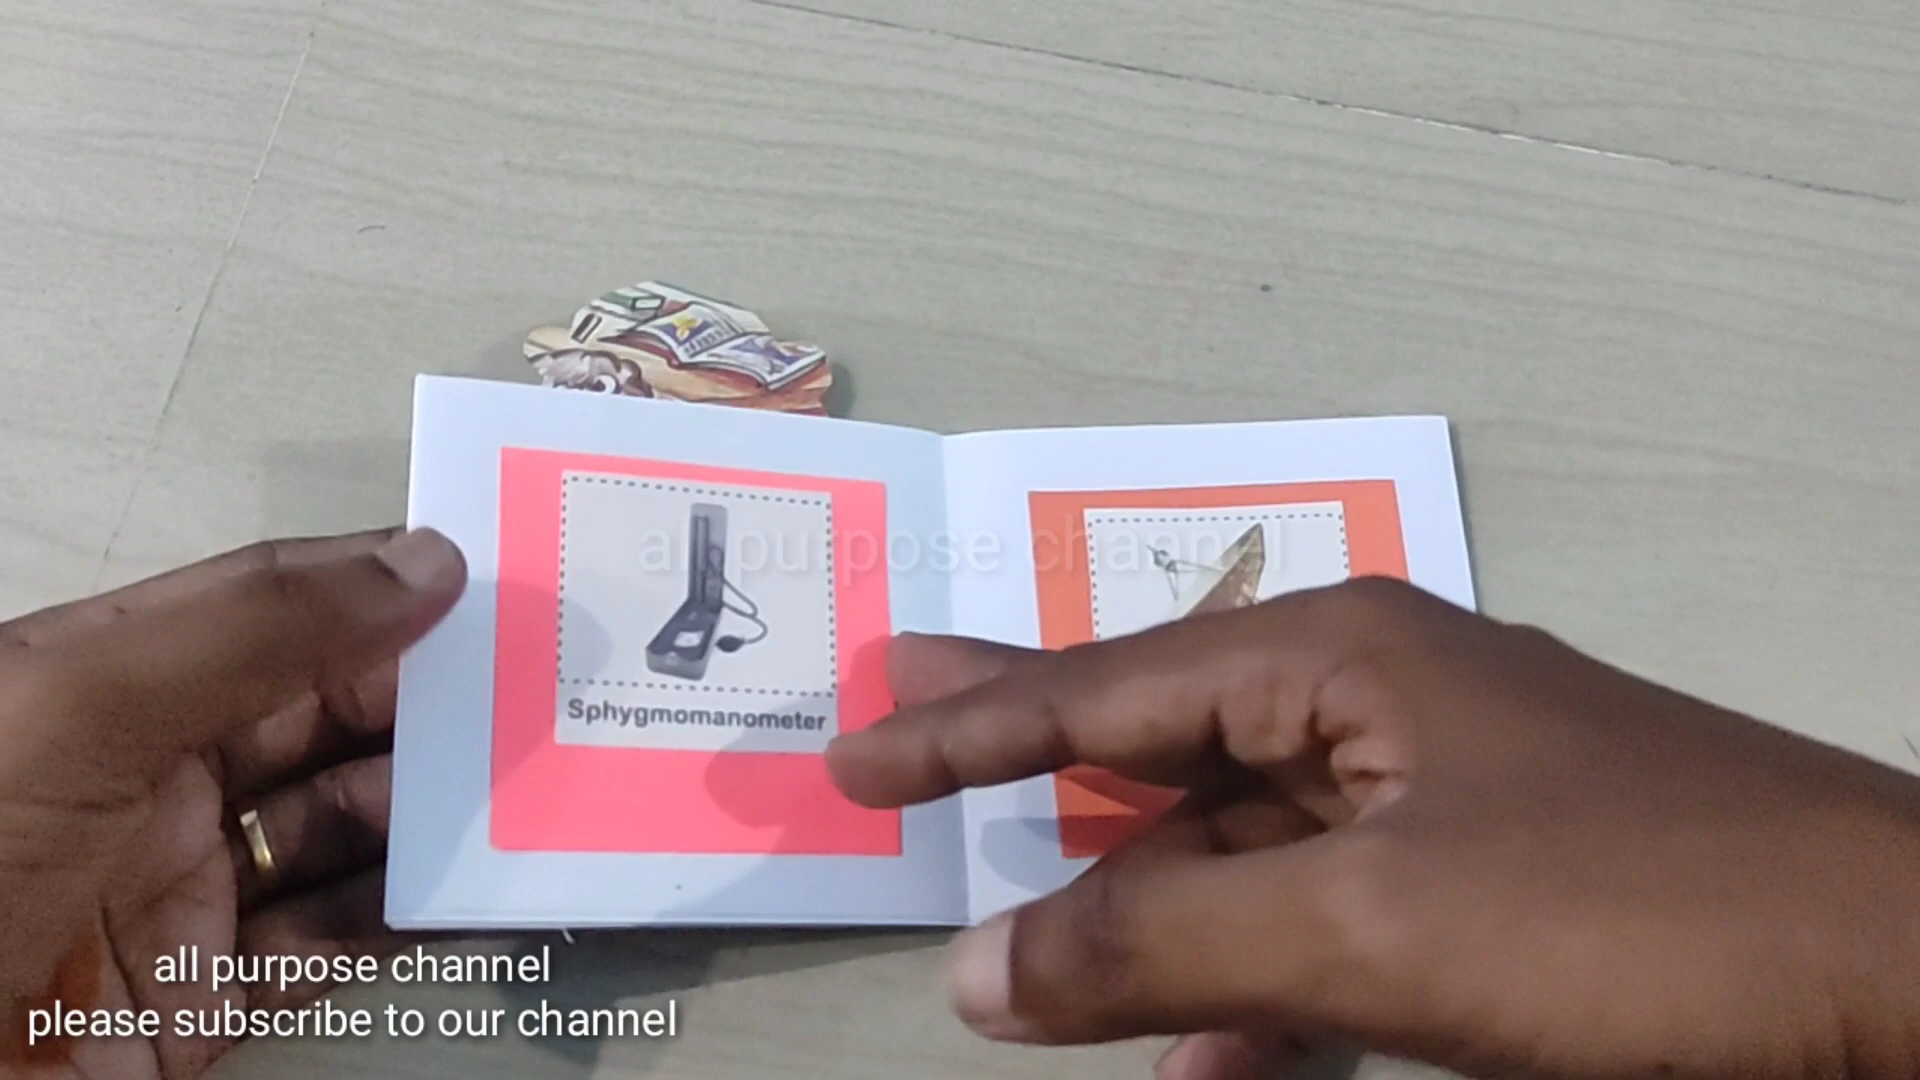 all purpose channel
Sphygmomanometer
all purpose channel
please subscribe to our channel